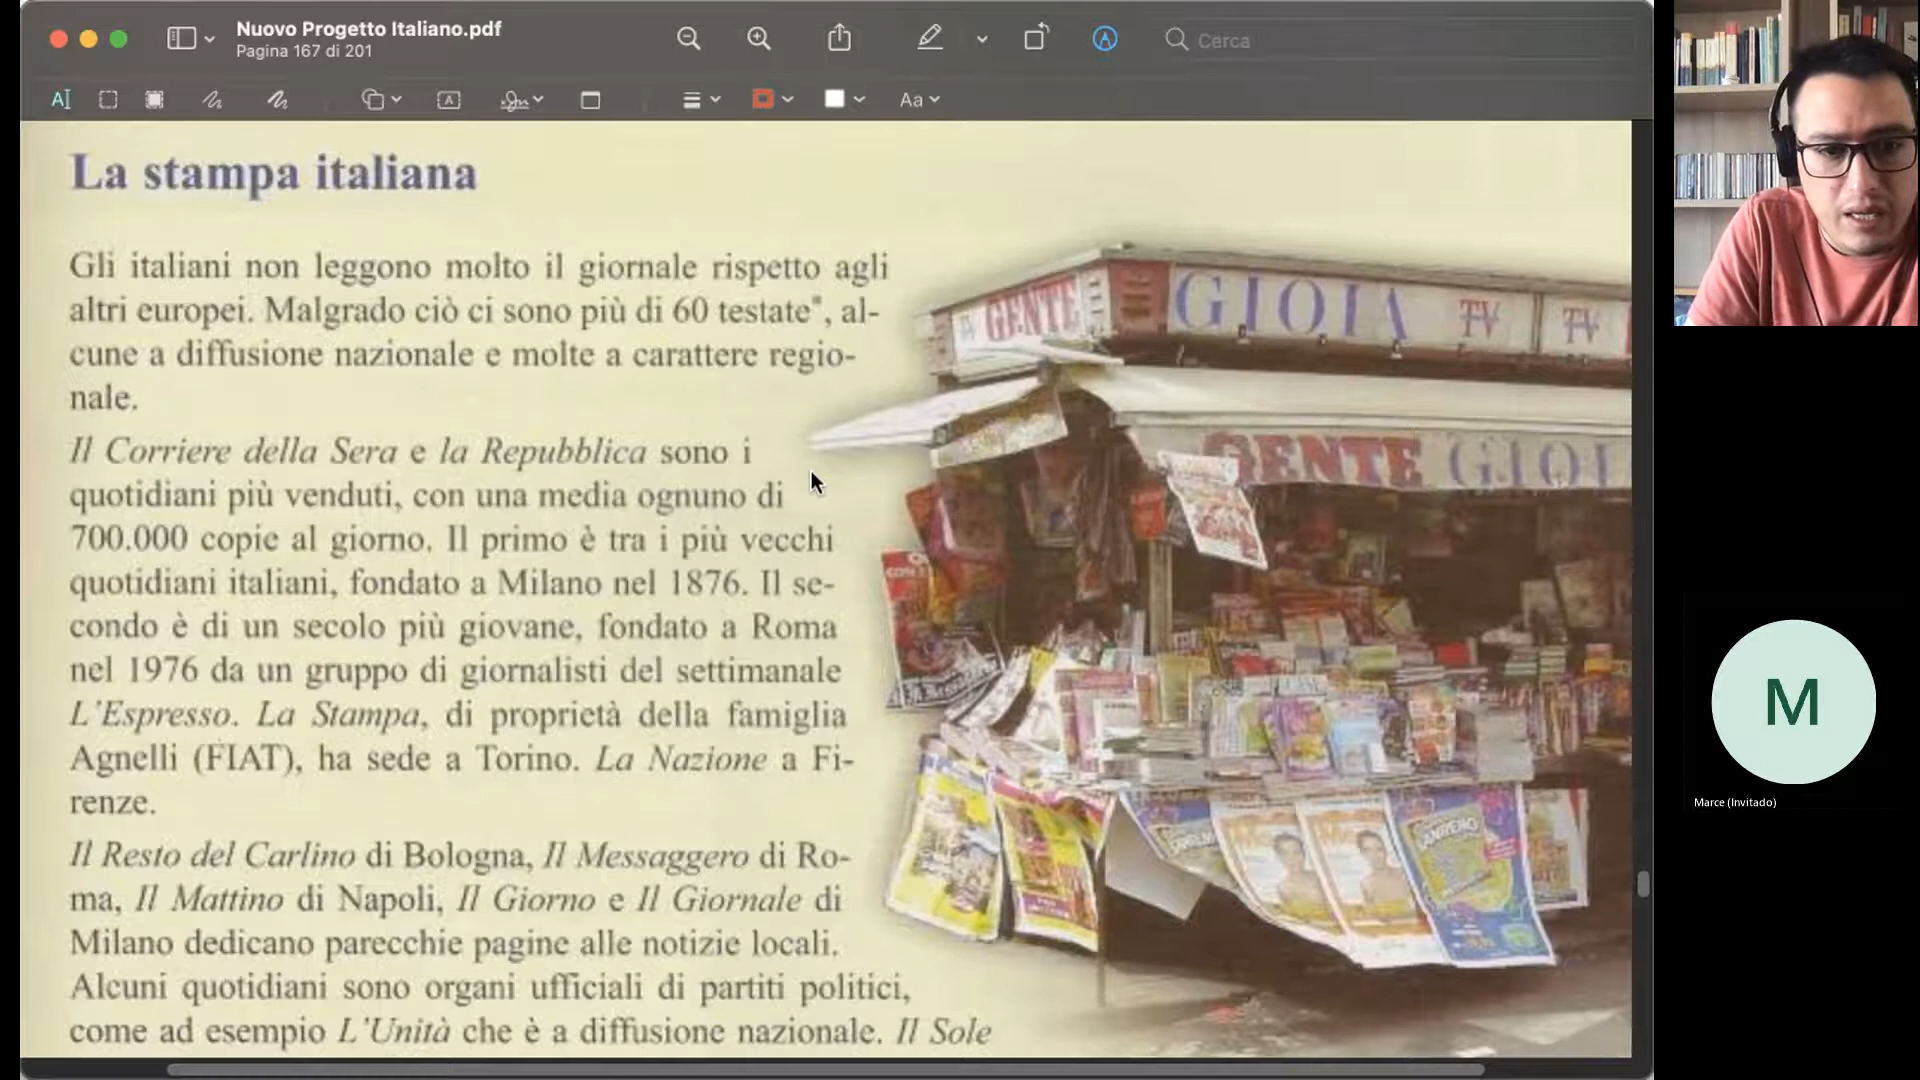 Nuovo Progetto Italiano.pdf
Pagina 167 di 201
Cerca
Aa
La stampa italiana
Gli italiani non leggono molto il giornale rispetto agli
altri europei. Malgrado ciò ci sono più di 60 testate*, al-
cune a diffusione nazionale e molte a carattere regio-
nale.
Il Corriere della Sera e la Repubblica sono i
quotidiani più venduti, con una media ognuno di
700.000 copie al giorno. Il primo è tra i più vecchi
quotidiani italiani, fondato a Milano nel 1876. Il se-
condo è di un secolo più giovane, fondato a Roma
nel 1976 da un gruppo di giornalisti del settimanale
L'Espresso. La Stampa, di proprietà della famiglia
Agnelli (FIAT), ha sede a Torino. La Nazione a Fi-
renze.
Il Resto del Carlino di Bologna, Il Messaggero di Ro-
ma, Il Mattino di Napoli, Il Giorno e Il Giornale di
Milano dedicano parecchie pagine alle notizie locali.
Alcuni quotidiani sono organi ufficiali di partiti politici,
come ad esempio L'Unità che è a diffusione nazionale. Il Sole
GENTE GIOIA TV TV
GENTE GIOI
SANREMO
M
Marce (Invitado)